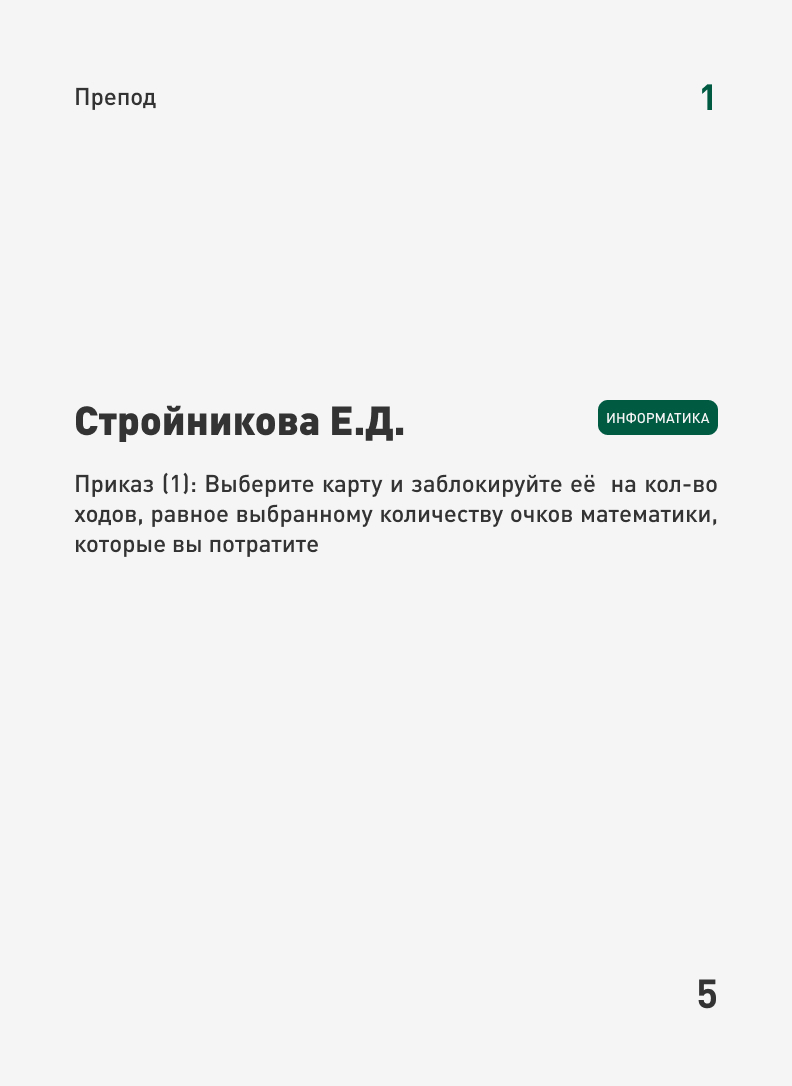 Препод 1
Стройникова Е.Д. ИНФОРМАТИКА
Приказ (1): Выберите карту и заблокируйте её  на кол-во
ходов, равное выбранному количеству очков математики,
которые вы потратите
5